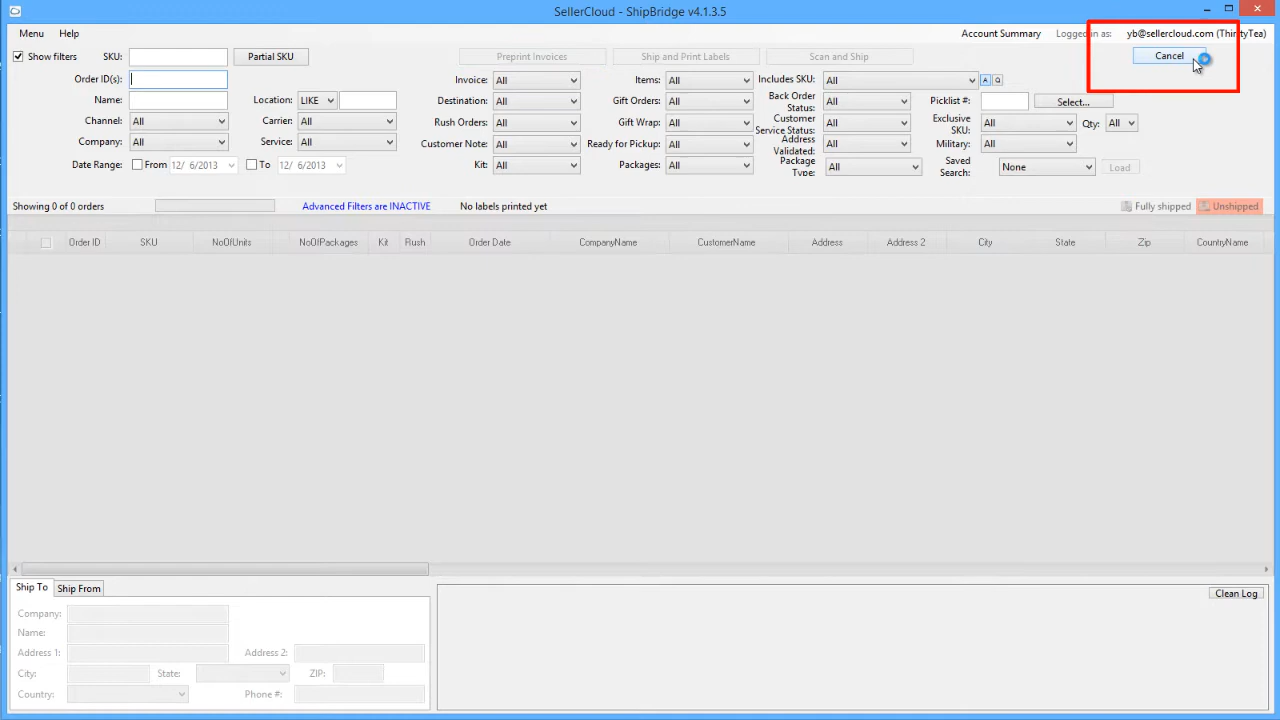 SellerCloud - ShipBridge v4.1.3.5
Menu Help Account Summary Logged in as: yb@sellercloud.com (ThirstyTea)
Show filters SKU: Partial SKU Preprint Invoices Ship and Print Labels Scan and Ship Cancel
Order ID(s): Invoice: All Items: All Includes SKU: All A Q
Name: Location: LIKE Destination: All Gift Orders: All Back Order Status: All Picklist #: Select...
Channel: All Carrier: All Rush Orders: All Gift Wrap: All Customer Service Status: All Exclusive SKU: All Qty: All
Company: All Service: All Customer Note: All Ready for Pickup: All Address Validated: All Military: All
Date Range: From 12/ 6/2013 To 12/ 6/2013 Kit: All Packages: All Package Type: All Saved Search: None Load
Showing 0 of 0 orders Advanced Filters are INACTIVE No labels printed yet Fully shipped Unshipped
Order ID SKU NoOfUnits NoOfPackages Kit Rush Order Date CompanyName CustomerName Address Address 2 City State Zip CountryName
Ship To Ship From Clean Log
Company:
Name:
Address 1: Address 2:
City: State: ZIP:
Country: Phone #: